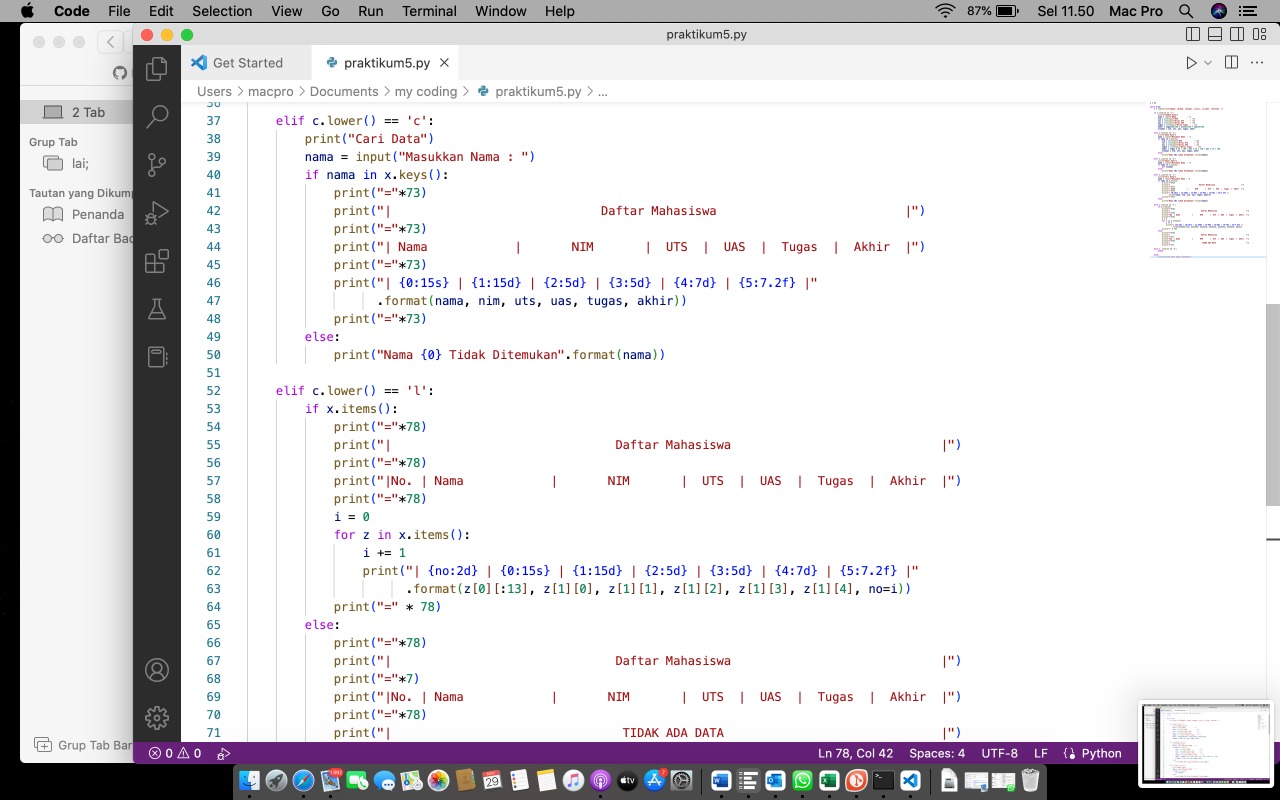 Code File Edit Selection View Go Run Terminal Window Help 87% Sel 11.50 Mac Pro
praktikum5.py
Get Started praktikum5.py
Users > macpro > Documents > my coding > praktikum5.py > ...
2 Tab
Grup Tab
lai;
Tautan yang Dikump
Penanda
Daftar Bac
Grup Tab Bar
36
37 elif c.lower() == 'c':
38 print("Cari Data")
39 nama = input("Masukkan Nama : ")
40 if nama in x.keys():
41 print("="*73)
42 print("| Daftar Mahasiswa |")
43 print("="*73)
44 print("| Nama | NIM | UTS | UAS | Tugas | Akhir |")
45 print("="*73)
46 print("| {0:15s} | {1:15d} | {2:5d} | {3:5d} | {4:7d} | {5:7.2f} |"
47 .format(nama, nim, uts, uas, tugas, akhir))
48 print("="*73)
49 else:
50 print("Nama {0} Tidak Ditemukan".format(nama))
51
52 elif c.lower() == 'l':
53 if x.items():
54 print("="*78)
55 print("| Daftar Mahasiswa |")
56 print("="*78)
57 print("|No. | Nama | NIM | UTS | UAS | Tugas | Akhir |")
58 print("="*78)
59 i = 0
60 for z in x.items():
61 i += 1
62 print("| {no:2d} | {0:15s} | {1:15d} | {2:5d} | {3:5d} | {4:7d} | {5:7.2f} |"
63 .format(z[0][:13], z[1][0], z[1][1], z[1][2], z[1][3], z[1][4], no=i))
64 print("=" * 78)
65 else:
66 print("="*78)
67 print("| Daftar Mahasiswa |")
68 print("="*7)
69 print("|No. | Nama | NIM | UTS | UAS | Tugas | Akhir |")
70 print("="*78)
71 print("| TIDAK ADA DATA |")
0 0 Ln 78, Col 42 Spaces: 4 UTF-8 LF Python